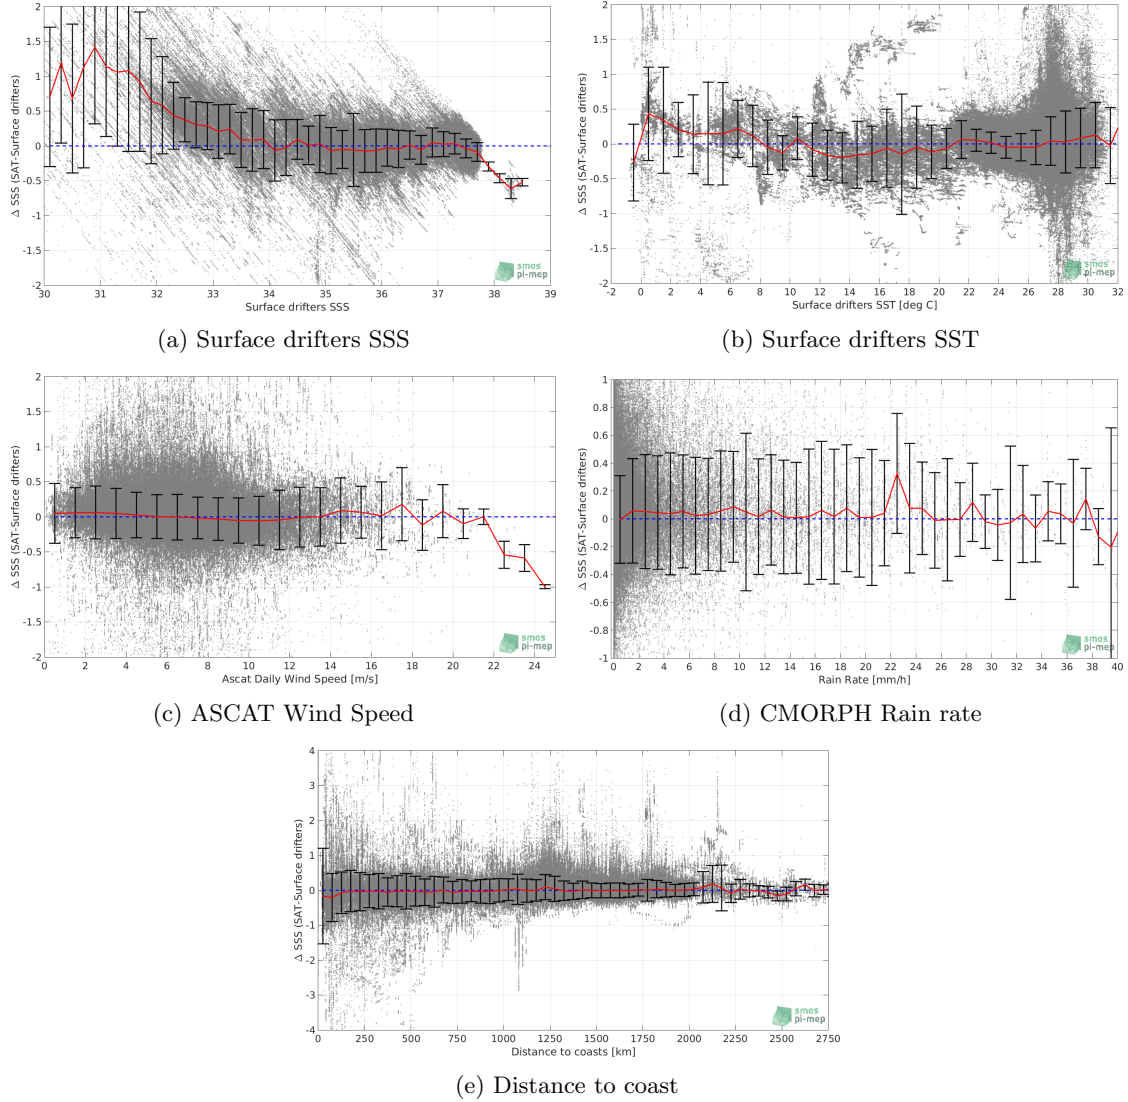 2
1.5
1
0.5
0
-0.5
-1
-1.5
-2
Δ SSS (SAT-Surface drifters)
30 31 32 33 34 35 36 37 38 39
Surface drifters SSS
smos
pi-mep
(a) Surface drifters SSS
2
1.5
1
0.5
0
-0.5
-1
-1.5
-2
Δ SSS (SAT-Surface drifters)
-2 0 2 4 6 8 10 12 14 16 18 20 22 24 26 28 30 32
Surface drifters SST [deg C]
smos
pi-mep
(b) Surface drifters SST
2
1.5
1
0.5
0
-0.5
-1
-1.5
-2
Δ SSS (SAT-Surface drifters)
0 2 4 6 8 10 12 14 16 18 20 22 24
Ascat Daily Wind Speed [m/s]
smos
pi-mep
(c) ASCAT Wind Speed
1
0.8
0.6
0.4
0.2
0
-0.2
-0.4
-0.6
-0.8
-1
Δ SSS (SAT-Surface drifters)
0 2 4 6 8 10 12 14 16 18 20 22 24 26 28 30 32 34 36 38 40
Rain Rate [mm/h]
smos
pi-mep
(d) CMORPH Rain rate
4
3
2
1
0
-1
-2
-3
-4
Δ SSS (SAT-Surface drifters)
0 250 500 750 1000 1250 1500 1750 2000 2250 2500 2750
Distance to coasts [km]
smos
pi-mep
(e) Distance to coast